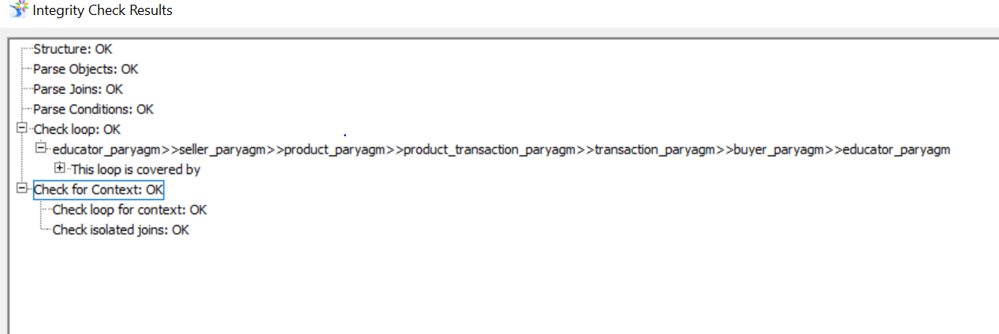 Integrity Check Results
Structure: OK
Parse Objects: OK
Parse Joins: OK
Parse Conditions: OK
Check loop: OK
educator_paryagm>>seller_paryagm>>product_paryagm>>product_transaction_paryagm>>transaction_paryagm>>buyer_paryagm>>educator_paryagm
This loop is covered by
Check for Context: OK
Check loop for context: OK
Check isolated joins: OK